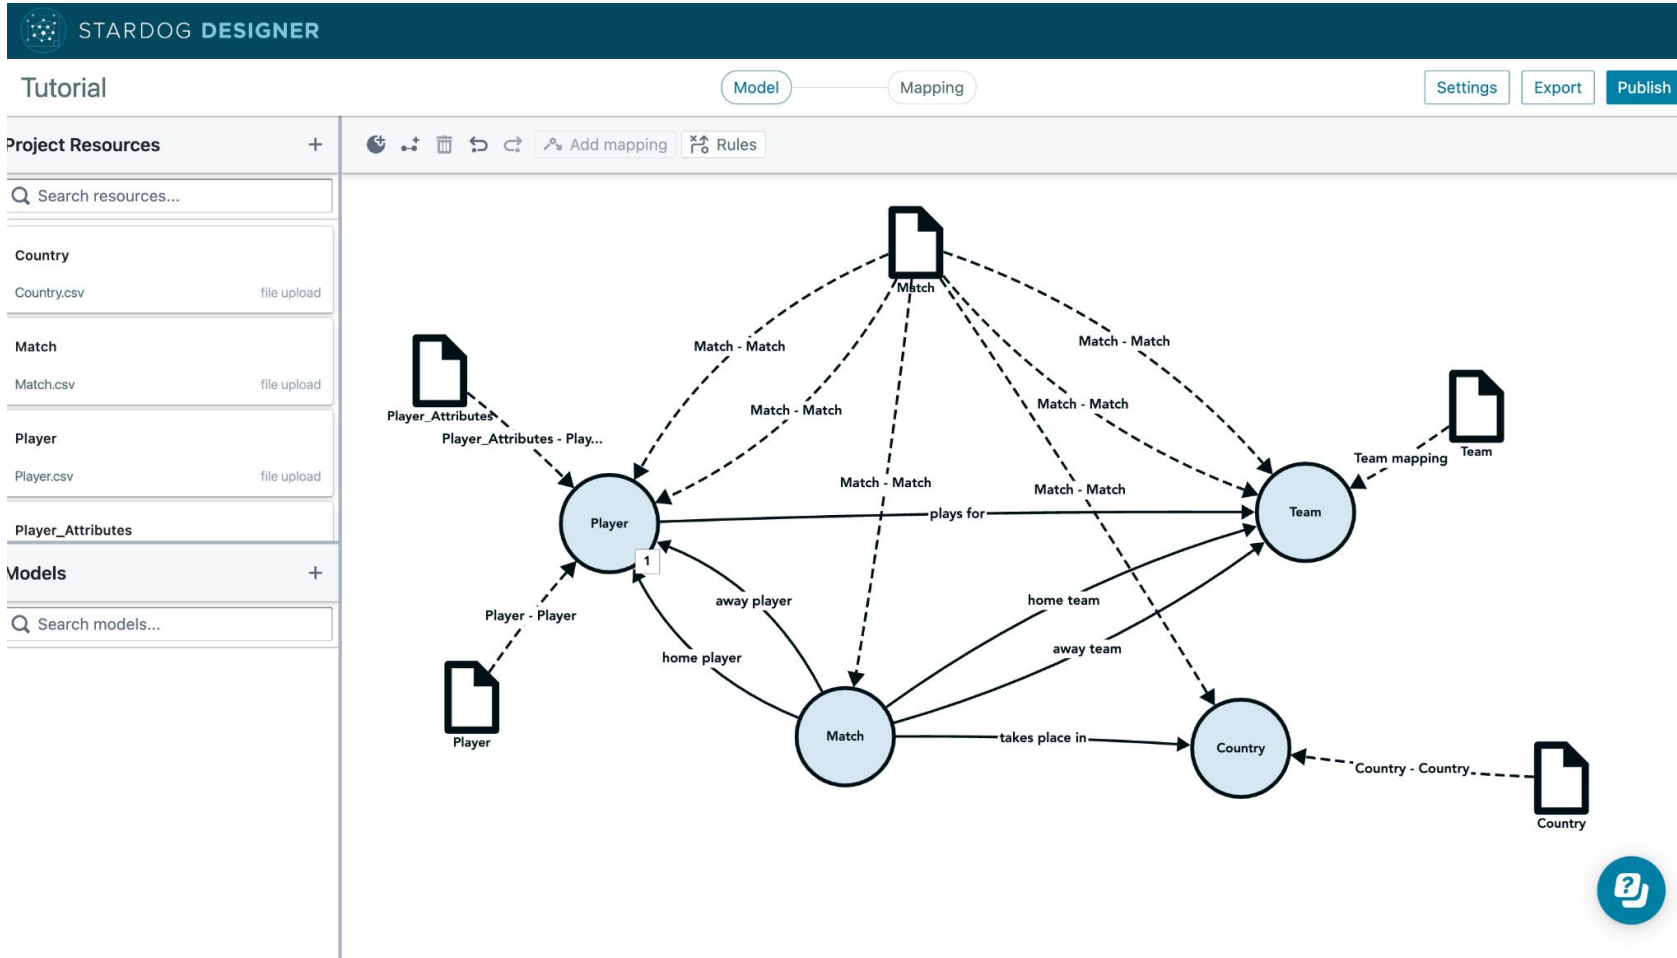 STARDOG DESIGNER
Tutorial
Model
Mapping
Settings
Export
Publish
Project Resources
+
Add mapping
Rules
Search resources...
Country
Country.csv
file upload
Match
Match.csv
file upload
Player
Player.csv
file upload
Player_Attributes
Models
+
Search models...
Match
Match - Match
Match - Match
Match - Match
Match - Match
Match - Match
Match - Match
Player_Attributes
Player_Attributes - Play...
Team mapping
Team
Player
1
plays for
Team
Player - Player
away player
home player
home team
away team
Player
Match
takes place in
Country
Country - Country
Country
?